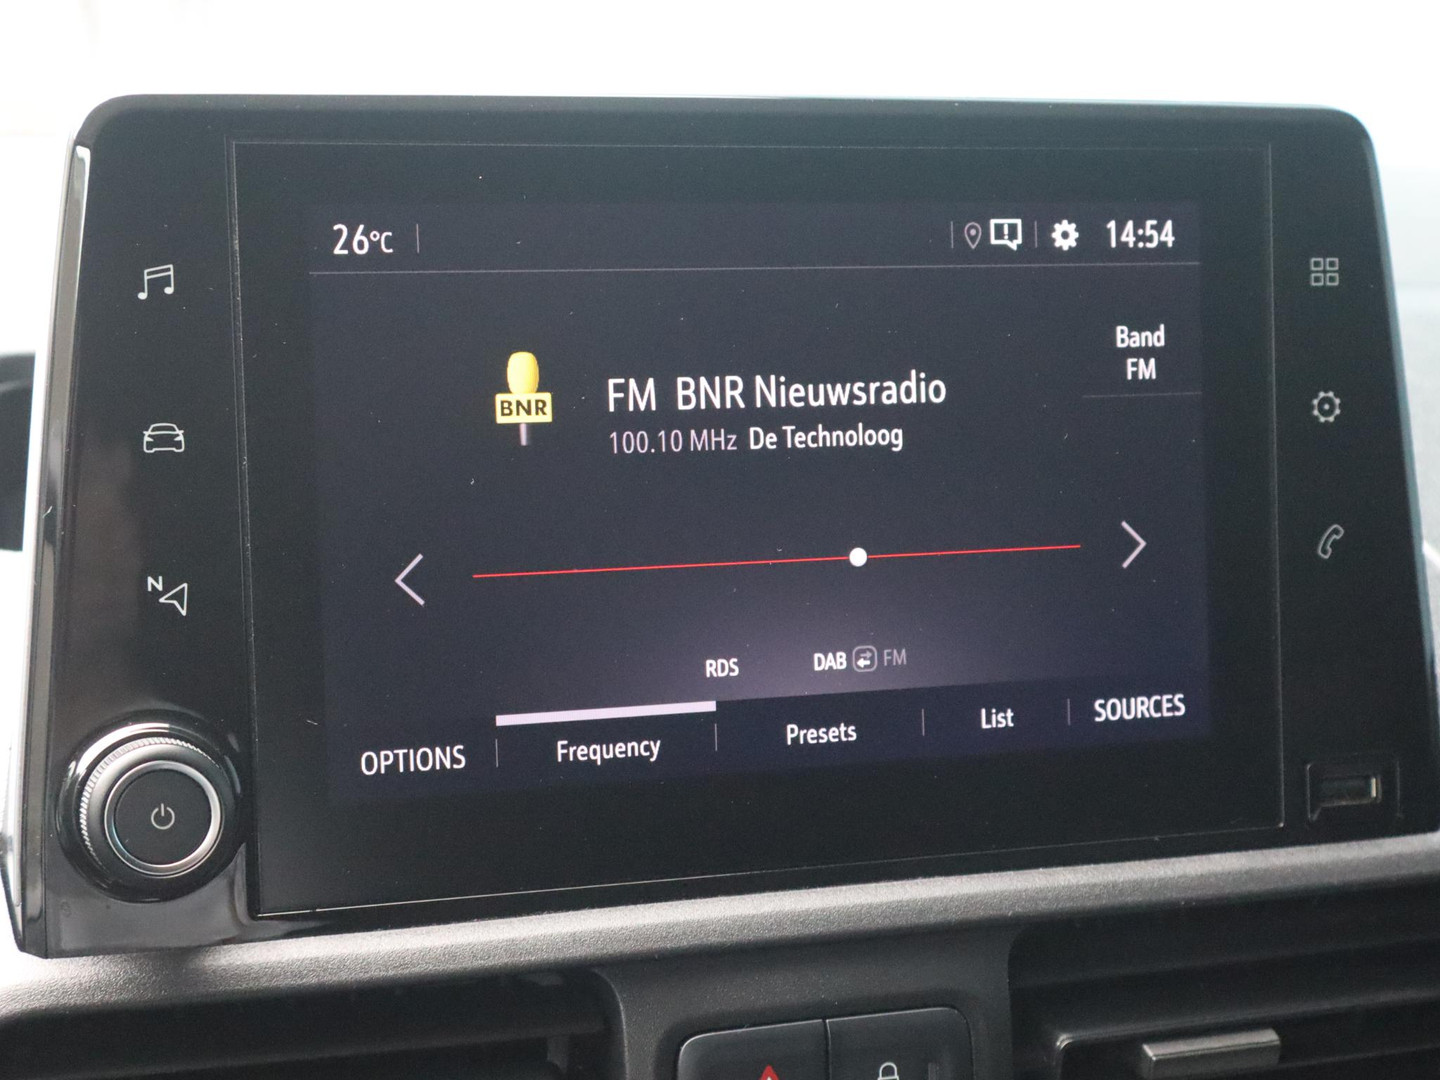 26°C
14:54
Band
FM
BNR
FM BNR Nieuwsradio
100.10 MHz De Technoloog
N
RDS
DAB FM
OPTIONS
Frequency
Presets
List
SOURCES